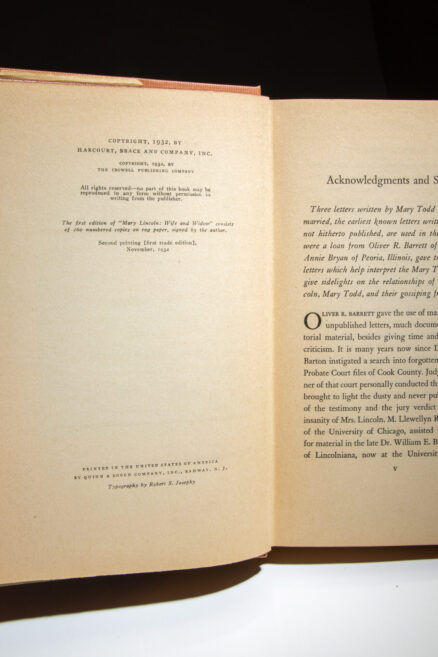 COPYRIGHT, 1932, BY
HARCOURT, BRACE AND COMPANY, INC.
COPYRIGHT, 1932, BY
THE CROWELL PUBLISHING COMPANY
All rights reserved—no part of this book may be
reproduced in any form without permission in
writing from the publisher.
The first edition of "Mary Lincoln: Wife and Widow" consists
of numbered copies on rag paper, signed by the author.
Second printing [first trade edition],
November, 1932
PRINTED IN THE UNITED STATES OF AMERICA
BY QUINN & BODEN COMPANY, INC., RAHWAY, N. J.
Typography by Robert S. Josephy
Acknowledgments and S
Three letters written by Mary Todd
married, the earliest known letters writ
not hitherto published, are used in th
were a loan from Oliver R. Barrett of
Annie Bryan of Peoria, Illinois, gave t
letters which help interpret the Mary T
give sidelights on the relationships of
coln, Mary Todd, and their gossiping fr
OLIVER R. BARRETT gave the use of ma
unpublished letters, much docume
torial material, besides giving time and
criticism. It is many years now since D
Barton instigated a search into forgotten
Probate Court files of Cook County. Judg
ner of that court personally conducted th
brought to light the dusty and never pu
of the testimony and the jury verdict
insanity of Mrs. Lincoln. M. Llewellyn R
of the University of Chicago, assisted
for material in the late Dr. William E. B
of Lincolniana, now at the Universit
v